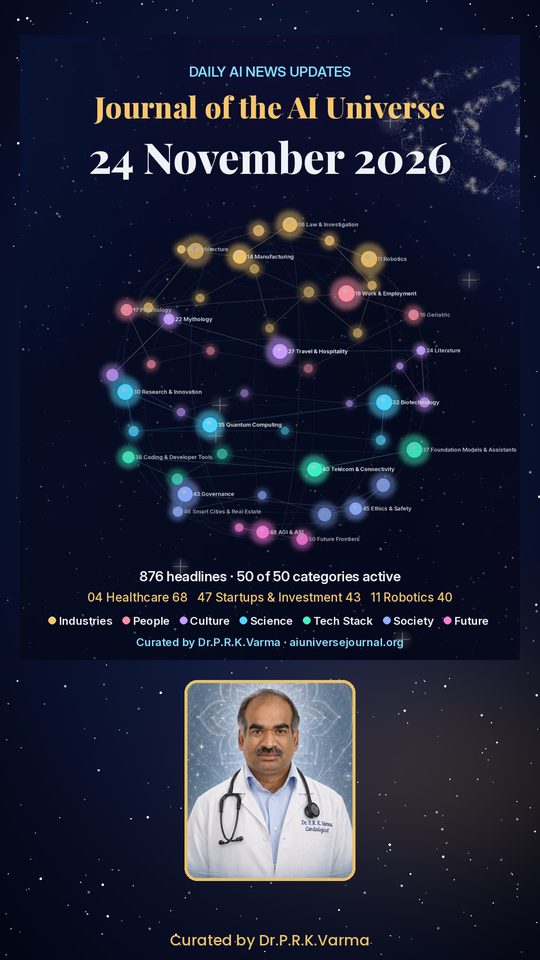 DAILY AI NEWS UPDATES
Journal of the AI Universe
24 November 2026
06 Law & Investigation
Architecture
14 Manufacturing
11 Robotics
19 Work & Employment
17 Psychology
16 Geriatric
22 Mythology
27 Travel & Hospitality
24 Literature
30 Research & Innovation
32 Biotechnology
35 Quantum Computing
37 Foundation Models & Assistants
38 Coding & Developer Tools
40 Telecom & Connectivity
43 Governance
46 Smart Cities & Real Estate
45 Ethics & Safety
48 AGI & ASI
50 Future Frontiers
876 headlines · 50 of 50 categories active
04 Healthcare 68 47 Startups & Investment 43 11 Robotics 40
Industries People Culture Science Tech Stack Society Future
Curated by Dr.P.R.K.Varma · aiuniversejournal.org
Dr. P. R. K. Varma
Cardiologist
Curated by Dr.P.R.K.Varma